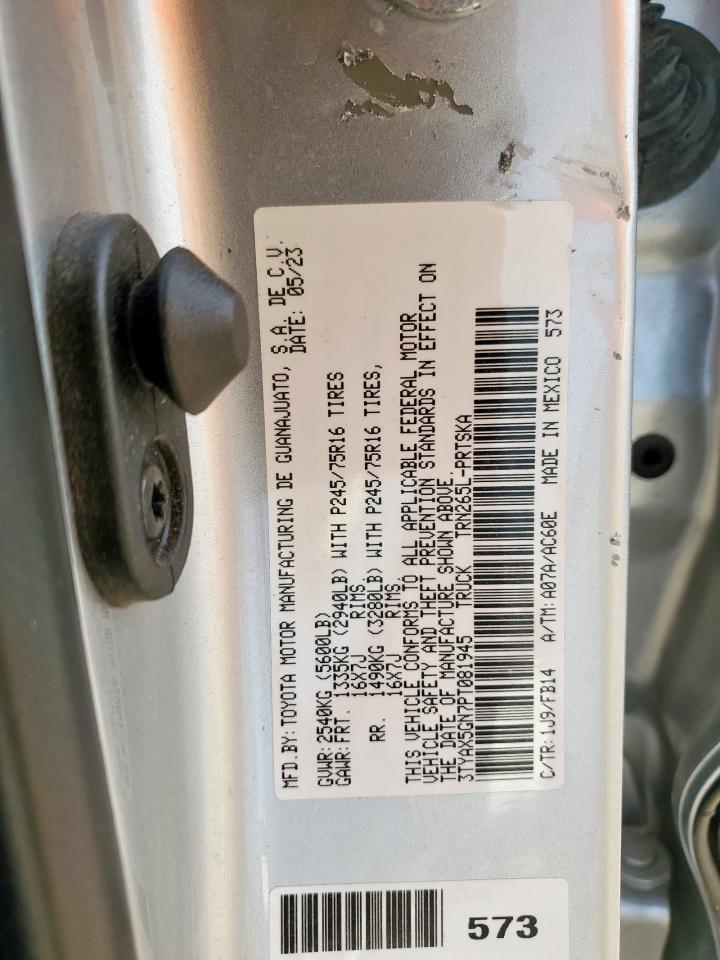 MFD.BY: TOYOTA MOTOR MANUFACTURING DE GUANAJUATO, S.A. DE C.V.
DATE: 05/23
GVWR: 2540KG (5600LB)
GAWR: FRT. 1335KG (2940LB) WITH P245/75R16 TIRES
16X7J RIMS
RR. 1490KG (3280LB) WITH P245/75R16 TIRES,
16X7J RIMS
THIS VEHICLE CONFORMS TO ALL APPLICABLE FEDERAL MOTOR
VEHICLE SAFETY AND THEFT PREVENTION STANDARDS IN EFFECT ON
THE DATE OF MANUFACTURE SHOWN ABOVE.
3TYAX5GN7PT081945 TRUCK TRN265L-PRTSKA
C/TR: 1J9/FB14 A/TM: A07A/AC60E MADE IN MEXICO 573
573